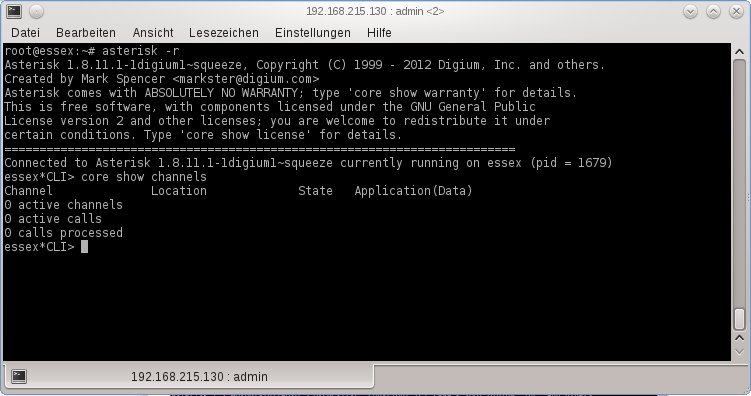 192.168.215.130 : admin <2>
Datei Bearbeiten Ansicht Lesezeichen Einstellungen Hilfe
root@essex:~# asterisk -r
Asterisk 1.8.11.1-1digium1~squeeze, Copyright (C) 1999 - 2012 Digium, Inc. and others.
Created by Mark Spencer <markster@digium.com>
Asterisk comes with ABSOLUTELY NO WARRANTY; type 'core show warranty' for details.
This is free software, with components licensed under the GNU General Public
License version 2 and other licenses; you are welcome to redistribute it under
certain conditions. Type 'core show license' for details.
=========================================================================
Connected to Asterisk 1.8.11.1-1digium1~squeeze currently running on essex (pid = 1679)
essex*CLI> core show channels
Channel Location State Application(Data)
0 active channels
0 active calls
0 calls processed
essex*CLI>
192.168.215.130 : admin